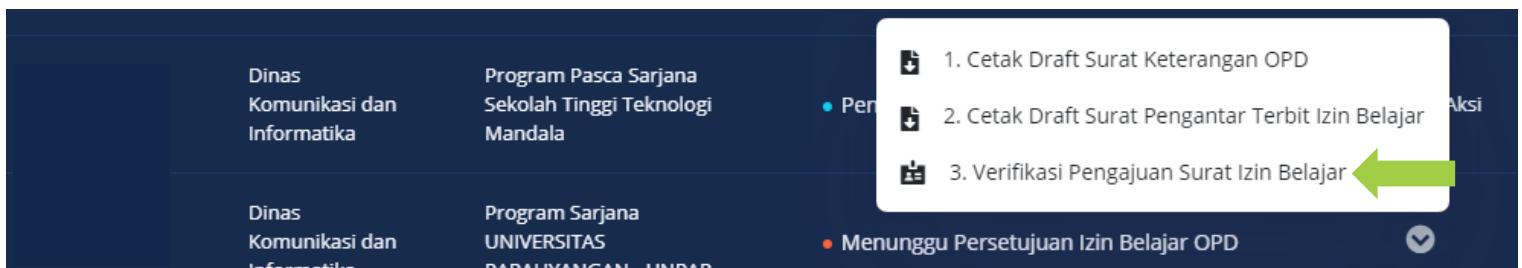 1. Cetak Draft Surat Keterangan OPD
2. Cetak Draft Surat Pengantar Terbit Izin Belajar
3. Verifikasi Pengajuan Surat Izin Belajar
Dinas
Komunikasi dan
Informatika
Program Pasca Sarjana
Sekolah Tinggi Teknologi
Mandala
Pen
Aksi
Dinas
Komunikasi dan
Program Sarjana
UNIVERSITAS
Menunggu Persetujuan Izin Belajar OPD